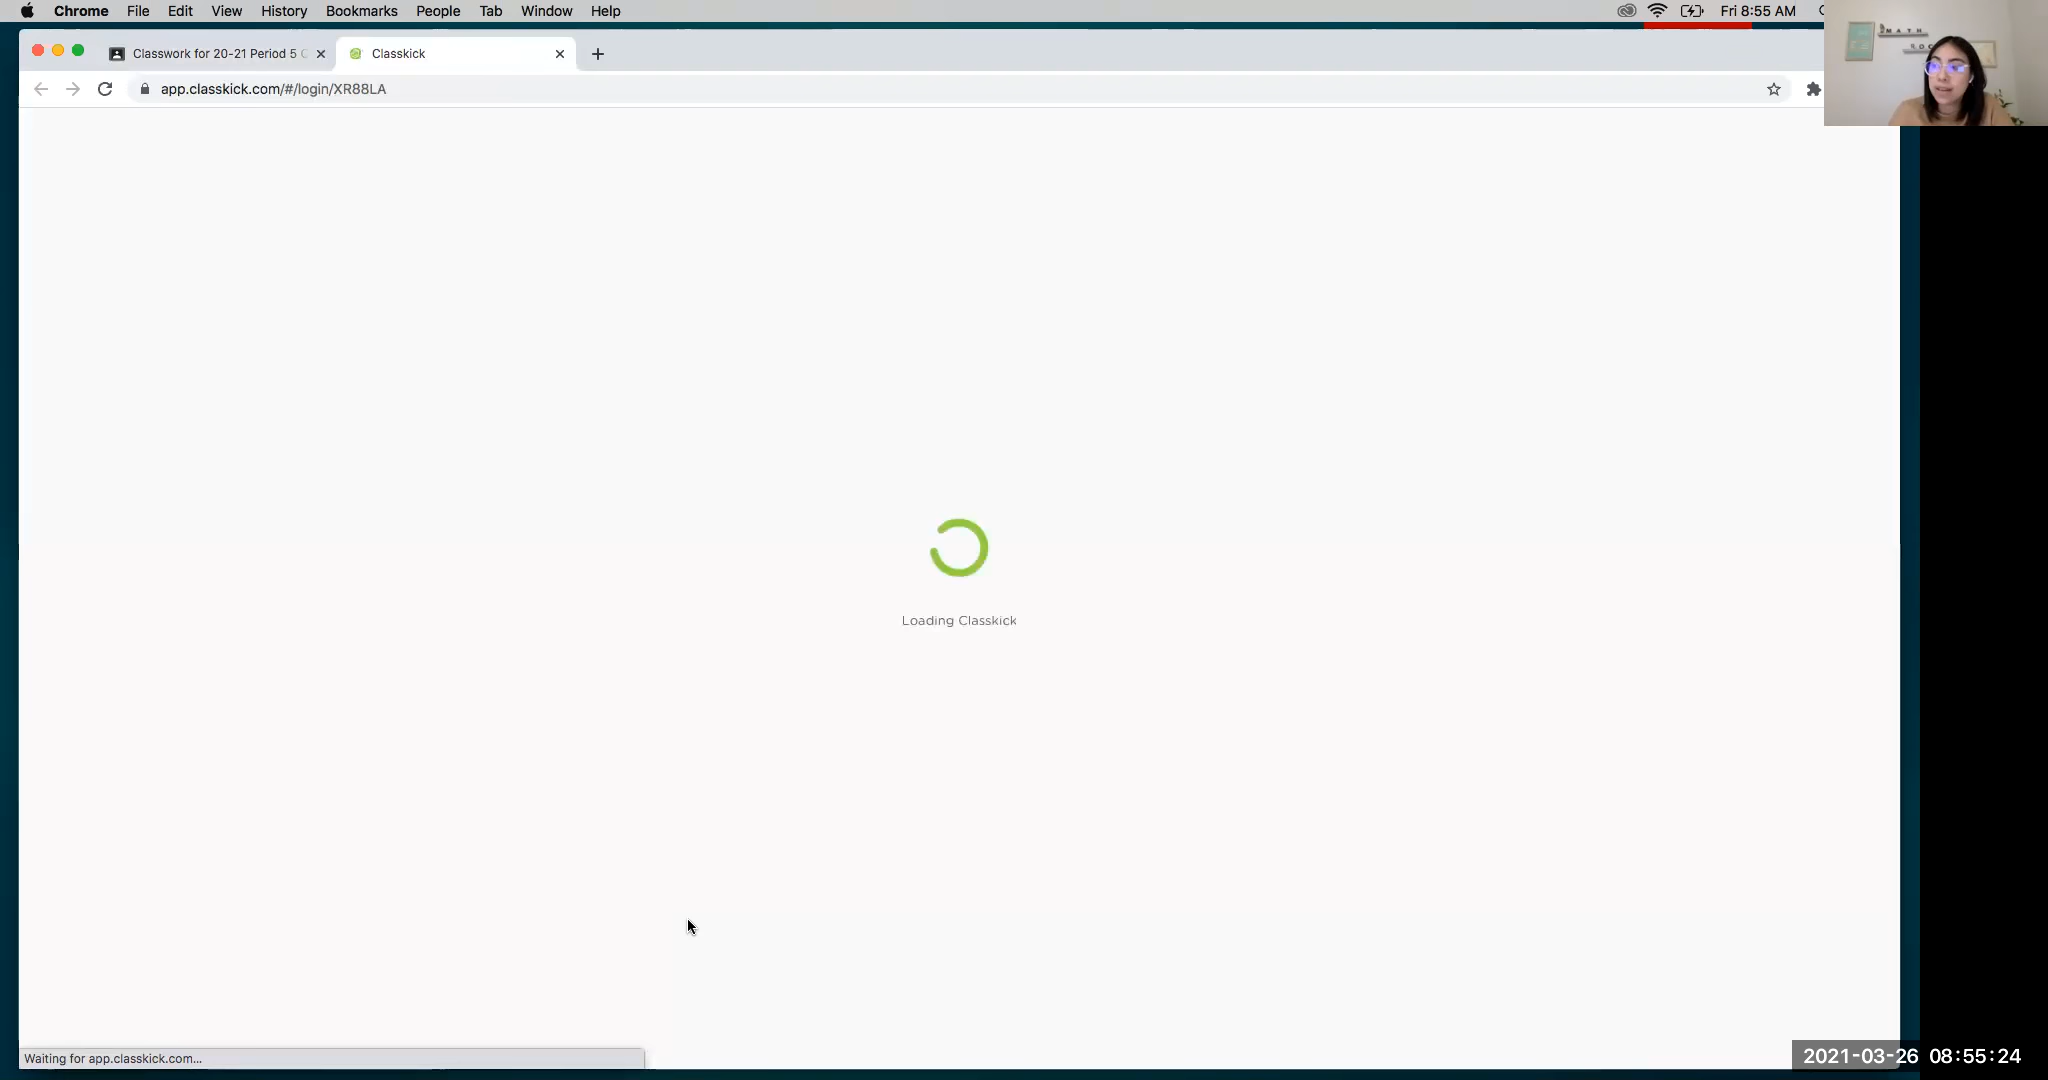 Chrome File Edit View History Bookmarks People Tab Window Help Fri 8:55 AM
Classwork for 20-21 Period 5
Classkick
app.classkick.com/#/login/XR88LA
MATH
Loading Classkick
Waiting for app.classkick.com...
2021-03-26 08:55:24